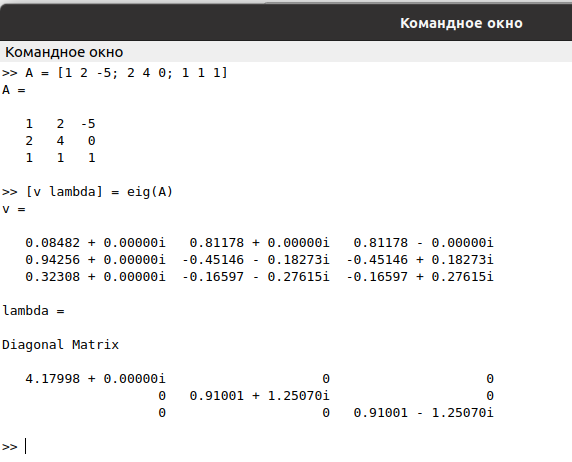 Командное окно
Командное окно
>> A = [1 2 -5; 2 4 0; 1 1 1]
A =
1 2 -5
2 4 0
1 1 1
>> [v lambda] = eig(A)
v =
0.08482 + 0.00000i 0.81178 + 0.00000i 0.81178 - 0.00000i
0.94256 + 0.00000i -0.45146 - 0.18273i -0.45146 + 0.18273i
0.32308 + 0.00000i -0.16597 - 0.27615i -0.16597 + 0.27615i
lambda =
Diagonal Matrix
4.17998 + 0.00000i 0 0
0 0.91001 + 1.25070i 0
0 0 0.91001 - 1.25070i
>>